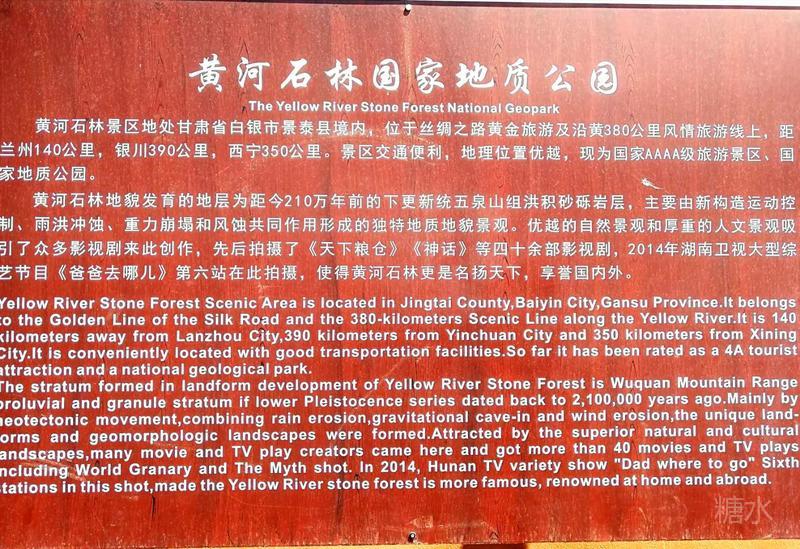 黄河石林国家地质公园
The Yellow River Stone Forest National Geopark
黄河石林景区地处甘肃省白银市景泰县境内，位于丝绸之路黄金旅游及沿黄380公里风情旅游线上，距
兰州140公里，银川390公里，西宁350公里。景区交通便利，地理位置优越，现为国家AAAA级旅游景区、国
家地质公园。
黄河石林地貌发育的地层为距今210万年前的下更新统五泉山组洪积砂砾岩层，主要由新构造运动控
制、雨洪冲蚀、重力崩塌和风蚀共同作用形成的独特地质地貌景观。优越的自然景观和厚重的人文景观吸
引了众多影视剧来此创作，先后拍摄了《天下粮仓》《神话》等四十余部影视剧，2014年湖南卫视大型综
艺节目《爸爸去哪儿》第六站在此拍摄，使得黄河石林更是名扬天下，享誉国内外。
Yellow River Stone Forest Scenic Area is located in Jingtai County,Baiyin City,Gansu Province.It belongs
to the Golden Line of the Silk Road and the 380-kilometers Scenic Line along the Yellow River.It is 140
kilometers away from Lanzhou City,390 kilometers from Yinchuan City and 350 kilometers from Xining
City.It is conveniently located with good transportation facilities.So far it has been rated as a 4A tourist
attraction and a national geological park.
The stratum formed in landform development of Yellow River Stone Forest is Wuquan Mountain Range
proluvial and granule stratum if lower Pleistocence series dated back to 2,100,000 years ago.Mainly by
neotectonic movement,combining rain erosion,gravitational cave-in and wind erosion,the unique land-
forms and geomorphologic landscapes were formed.Attracted by the superior natural and cultural
landscapes,many movie and TV play creators came here and got more than 40 movies and TV plays
including World Granary and The Myth shot. In 2014, Hunan TV variety show "Dad where to go" Sixth
stations in this shot,made the Yellow River stone forest is more famous, renowned at home and abroad.
糖水